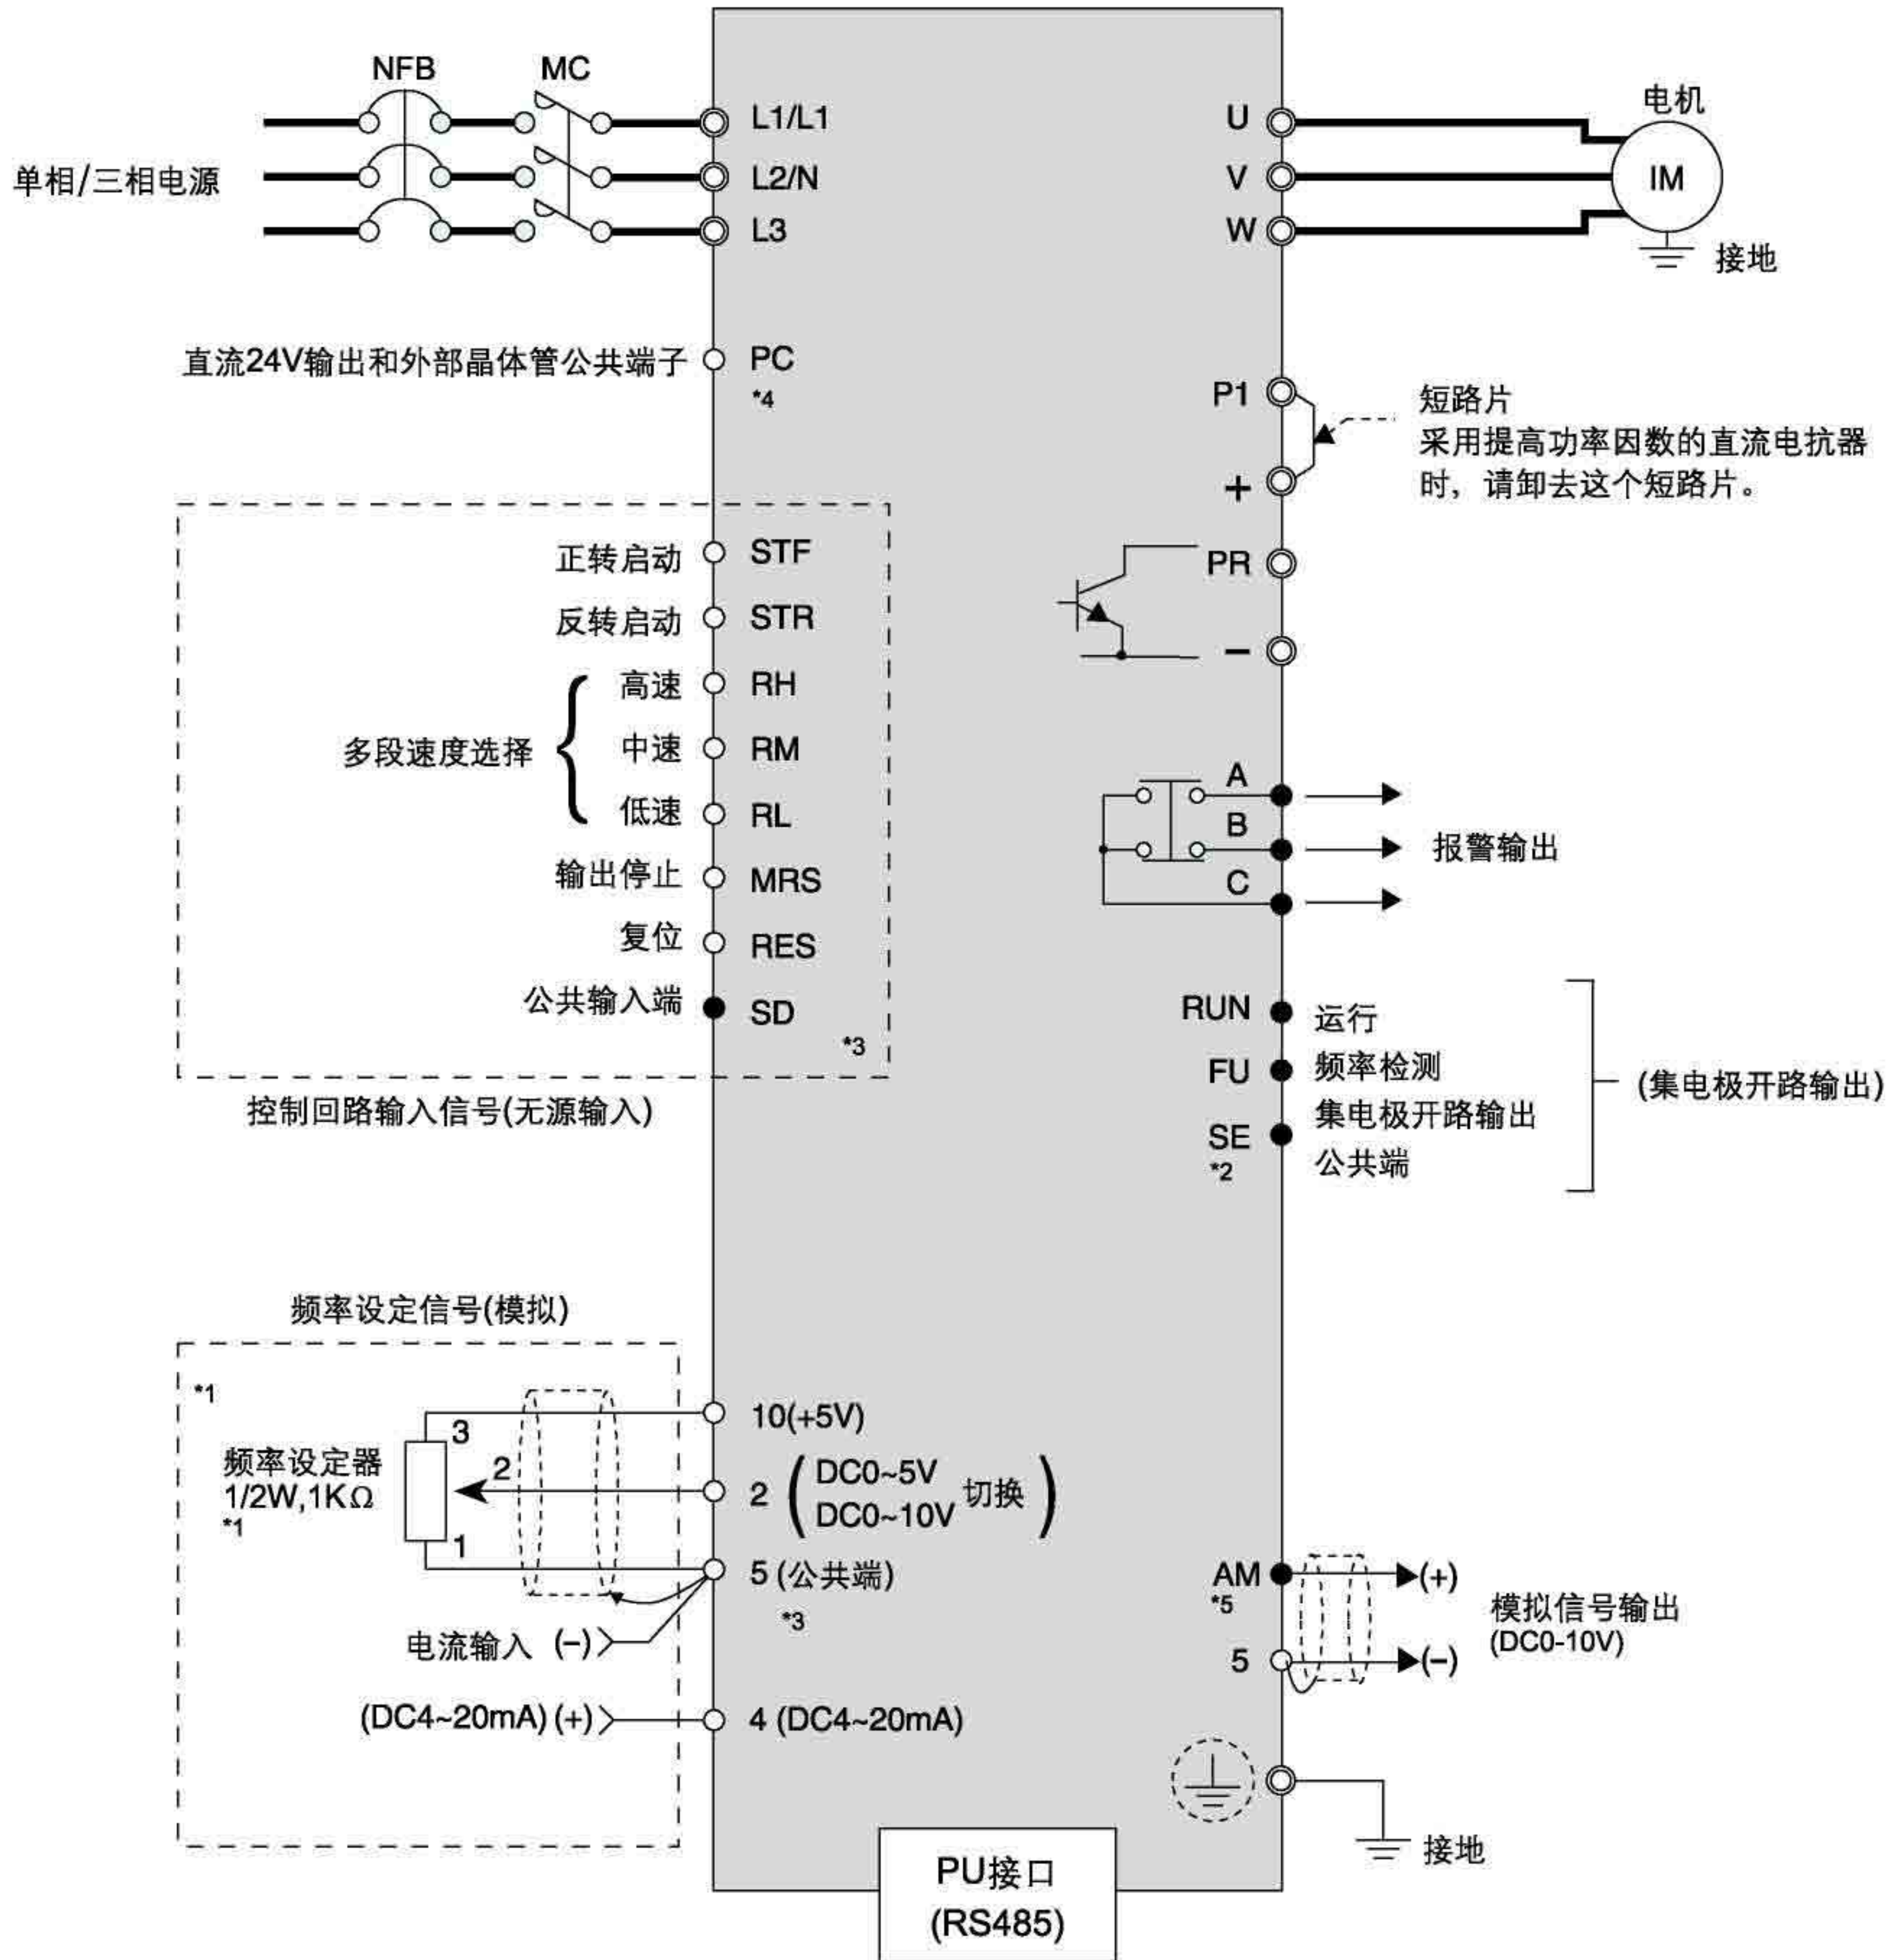 NFB
MC
单相/三相电源
L1/L1
L2/N
L3
U
V
W
电机
IM
接地
直流24V输出和外部晶体管公共端子
PC
*4
P1
+
短路片
采用提高功率因数的直流电抗器
时，请卸去这个短路片。
PR
−
正转启动 STF
反转启动 STR
多段速度选择
高速 RH
中速 RM
低速 RL
输出停止 MRS
复位 RES
公共输入端 SD
*3
控制回路输入信号(无源输入)
A
B
C
报警输出
RUN 运行
FU 频率检测
SE 集电极开路输出
*2 公共端
(集电极开路输出)
频率设定信号(模拟)
*1
频率设定器
1/2W,1KΩ
*1
3
2
1
10(+5V)
2 (DC0~5V
DC0~10V 切换)
5 (公共端)
*3
电流输入 (−)
(DC4~20mA) (+)
4 (DC4~20mA)
AM
*5
5
(+)
(−)
模拟信号输出
(DC0-10V)
接地
PU接口
(RS485)